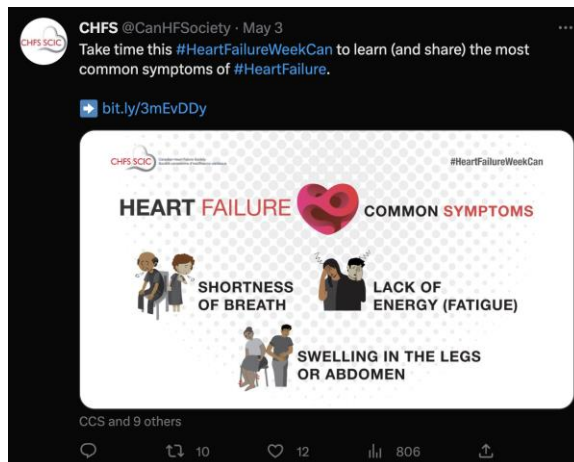 CHFS @CanHFSociety · May 3
CHFS SCIC
Take time this #HeartFailureWeekCan to learn (and share) the most
common symptoms of #HeartFailure.
bit.ly/3mEvDDy
CHFS SCIC
#HeartFailureWeekCan
HEART FAILURE COMMON SYMPTOMS
SHORTNESS
OF BREATH
LACK OF
ENERGY (FATIGUE)
SWELLING IN THE LEGS
OR ABDOMEN
CCS and 9 others
10 12 806